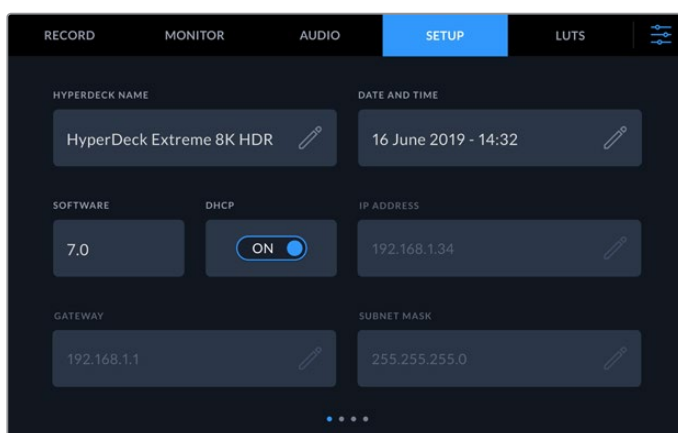 RECORD MONITOR AUDIO SETUP LUTS
HYPERDECK NAME DATE AND TIME
HyperDeck Extreme 8K HDR 16 June 2019 - 14:32
SOFTWARE DHCP IP ADDRESS
7.0 ON 192.168.1.34
GATEWAY SUBNET MASK
192.168.1.1 255.255.255.0